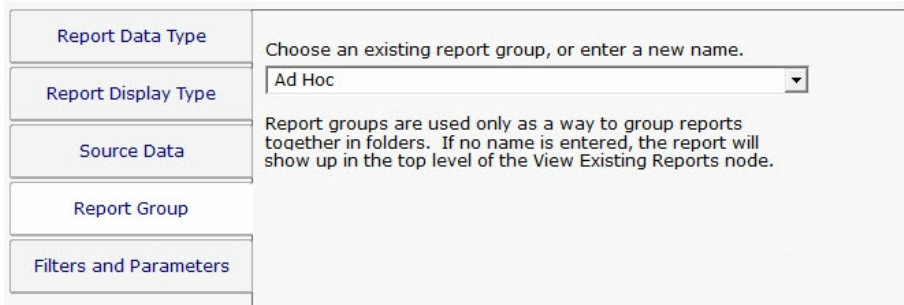 Report Data Type
Report Display Type
Source Data
Report Group
Filters and Parameters
Choose an existing report group, or enter a new name.
Ad Hoc
Report groups are used only as a way to group reports
together in folders.  If no name is entered, the report will
show up in the top level of the View Existing Reports node.